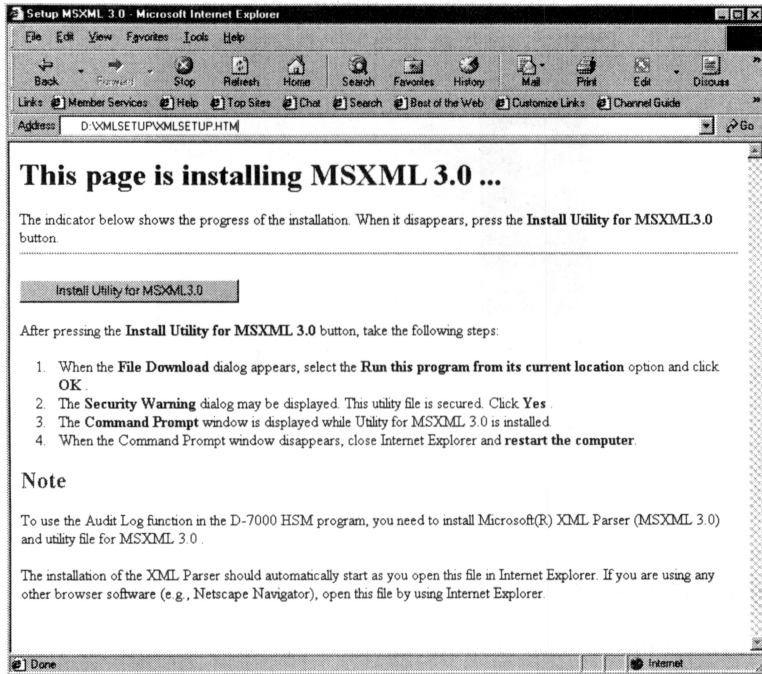 Setup MSXML 3.0 - Microsoft Internet Explorer
File Edit View Favorites Tools Help
Back Forward Stop Refresh Home Search Favorites History Mail Print Edit Discuss »
Links Member Services Help Top Sites Chat Search Best of the Web Customize Links Channel Guide »
Address D:\XMLSETUP\XMLSETUP.HTM Go
This page is installing MSXML 3.0 ...
The indicator below shows the progress of the installation. When it disappears, press the Install Utility for MSXML3.0
button.
Install Utility for MSXML3.0
After pressing the Install Utility for MSXML 3.0 button, take the following steps:
1. When the File Download dialog appears, select the Run this program from its current location option and click
OK .
2. The Security Warning dialog may be displayed. This utility file is secured. Click Yes .
3. The Command Prompt window is displayed while Utility for MSXML 3.0 is installed.
4. When the Command Prompt window disappears, close Internet Explorer and restart the computer.
Note
To use the Audit Log function in the D-7000 HSM program, you need to install Microsoft(R) XML Parser (MSXML 3.0)
and utility file for MSXML 3.0 .
The installation of the XML Parser should automatically start as you open this file in Internet Explorer. If you are using any
other browser software (e.g., Netscape Navigator), open this file by using Internet Explorer.
Done Internet